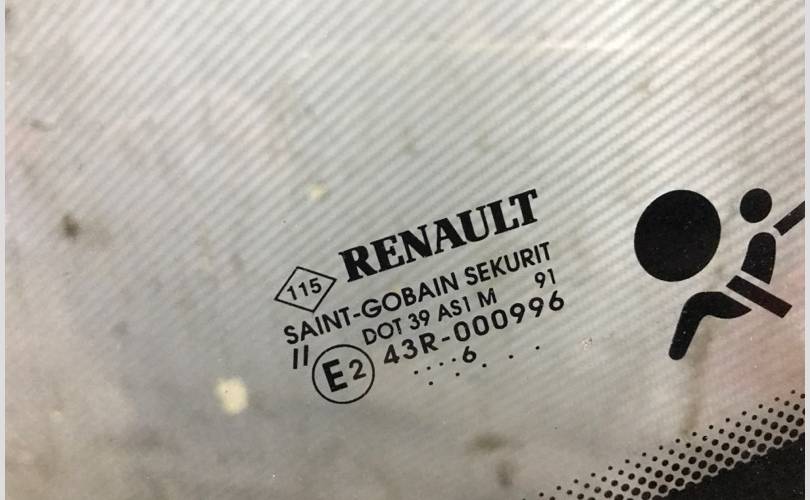 RENAULT
115
SAINT-GOBAIN SEKURIT
DOT 39 AS1 M 91
II E2 43R-000996
....6